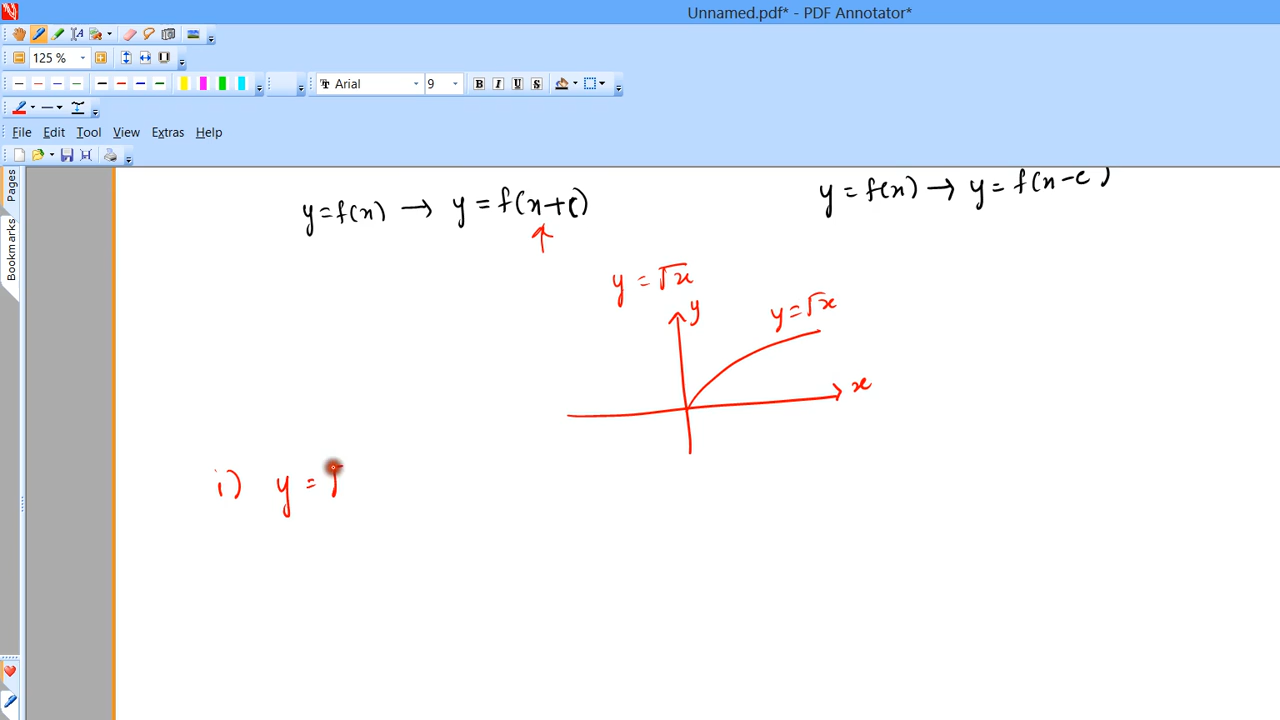 Unnamed.pdf* - PDF Annotator*
125 %
Arial 9 B I U S
File Edit Tool View Extras Help
Pages
Bookmarks
y=f(x) → y = f(x+c)
y = f(x) → y = f(x-c)
y = √x
y
y=√x
x
i) y = √